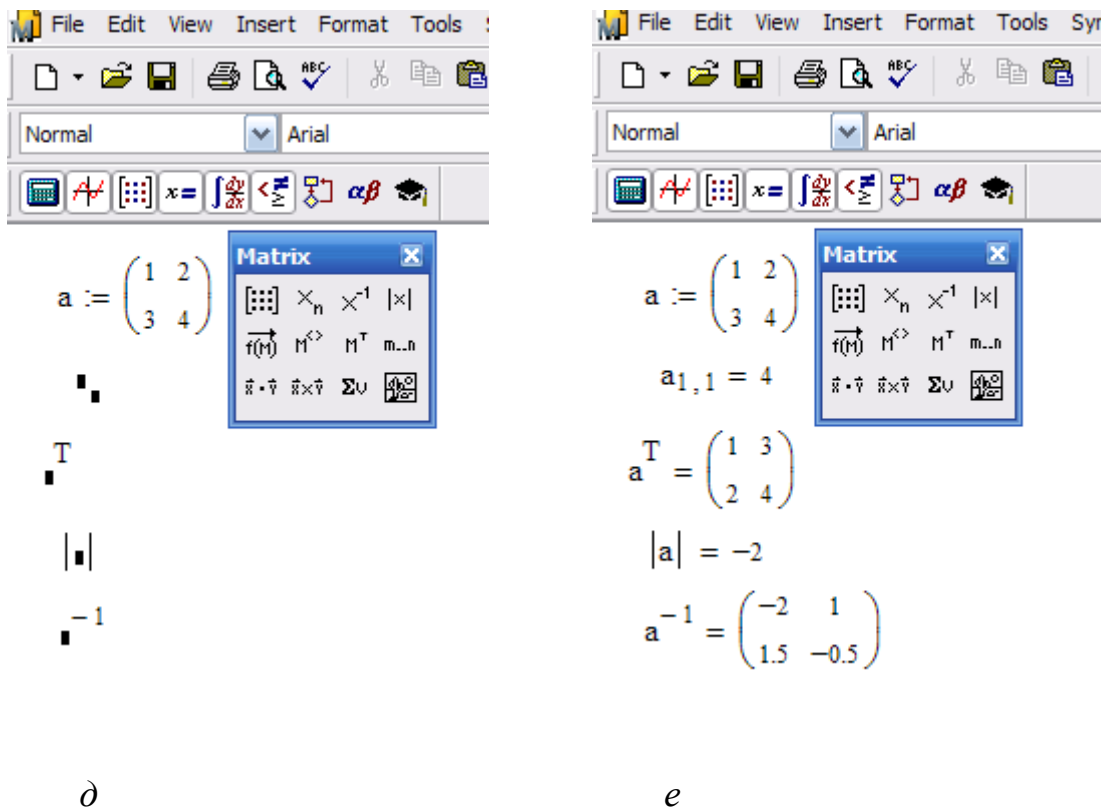 File Edit View Insert Format Tools
Normal Arial
a := ( 1 2
3 4 )
Matrix
[:::] ×n ×-1 |×|
f(M) M<> MT m..n
x·y x×y Συ
T
| |
-1
д
File Edit View Insert Format Tools Syr
Normal Arial
a := ( 1 2
3 4 )
Matrix
[:::] ×n ×-1 |×|
f(M) M<> MT m..n
x·y x×y Συ
a1,1 = 4
aT = ( 1 3
2 4 )
|a| = −2
a−1 = ( −2 1
1.5 −0.5 )
е